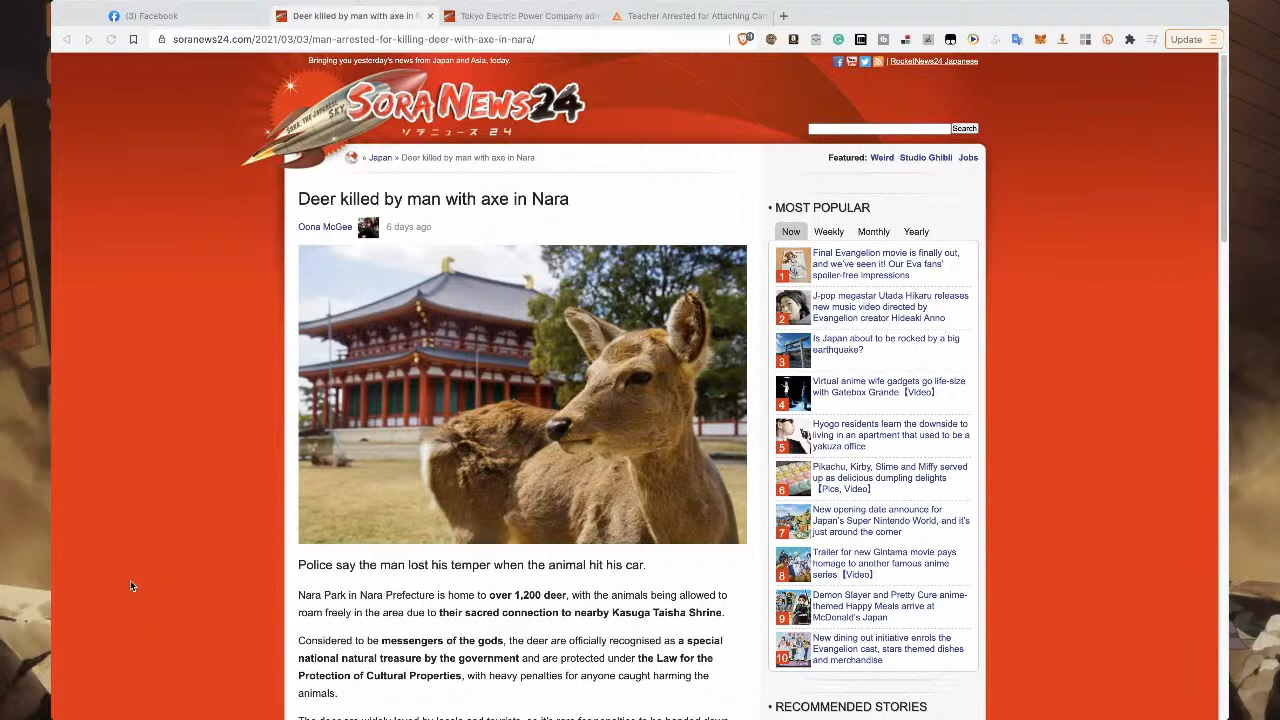 (3) Facebook
Deer killed by man with axe in N
Tokyo Electric Power Company adm
Teacher Arrested for Attaching Cam
soranews24.com/2021/03/03/man-arrested-for-killing-deer-with-axe-in-nara/
Update
Bringing you yesterday's news from Japan and Asia, today.
RocketNews24 Japanese
SORA, THE JAPANESE SKY
SORANEWS24
ソラニュース24
Search
» Japan » Deer killed by man with axe in Nara
Featured: Weird Studio Ghibli Jobs
Deer killed by man with axe in Nara
Oona McGee 6 days ago
Police say the man lost his temper when the animal hit his car.
Nara Park in Nara Prefecture is home to over 1,200 deer, with the animals being allowed to
roam freely in the area due to their sacred connection to nearby Kasuga Taisha Shrine.
Considered to be messengers of the gods, the deer are officially recognised as a special
national natural treasure by the government and are protected under the Law for the
Protection of Cultural Properties, with heavy penalties for anyone caught harming the
animals.
• MOST POPULAR
Now Weekly Monthly Yearly
1
Final Evangelion movie is finally out,
and we've seen it! Our Eva fans'
spoiler-free impressions
2
J-pop megastar Utada Hikaru releases
new music video directed by
Evangelion creator Hideaki Anno
3
Is Japan about to be rocked by a big
earthquake?
4
Virtual anime wife gadgets go life-size
with Gatebox Grande【Video】
5
Hyogo residents learn the downside to
living in an apartment that used to be a
yakuza office
6
Pikachu, Kirby, Slime and Miffy served
up as delicious dumpling delights
【Pics, Video】
7
New opening date announce for
Japan's Super Nintendo World, and it's
just around the corner
8
Trailer for new Gintama movie pays
homage to another famous anime
series【Video】
9
Demon Slayer and Pretty Cure anime-
themed Happy Meals arrive at
McDonald's Japan
10
New dining out initiative enrols the
Evangelion cast, stars themed dishes
and merchandise
• RECOMMENDED STORIES